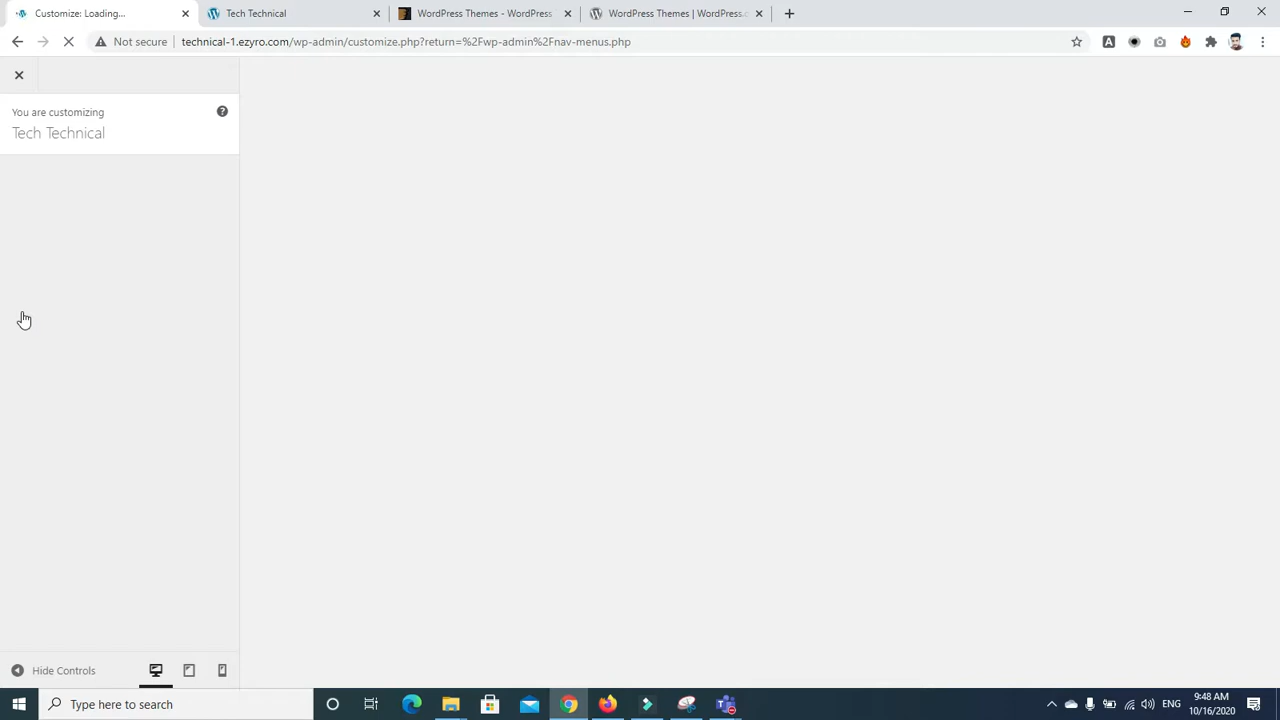 Customize: Loading...
Tech Technical
WordPress Themes - WordPress
WordPress Themes | WordPress.c
Not secure
technical-1.ezyro.com/wp-admin/customize.php?return=%2Fwp-admin%2Fnav-menus.php
You are customizing
Tech Technical
Hide Controls
Type here to search
ENG
9:48 AM
10/16/2020